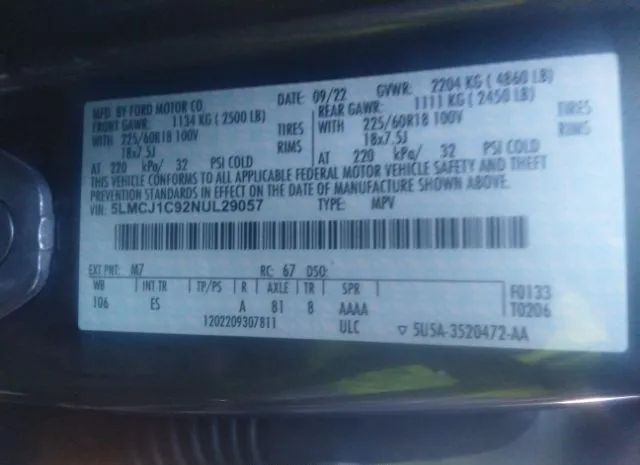 MFD. BY FORD MOTOR CO. DATE: 09/22 GVWR: 2204 KG ( 4860 LB)
FRONT GAWR: 1134 KG ( 2500 LB) REAR GAWR: 1111 KG ( 2450 LB)
WITH 225/60R18 100V TIRES WITH 225/60R18 100V TIRES
18x7.5J RIMS 18x7.5J RIMS
AT 220 kPa/ 32 PSI COLD AT 220 kPa/ 32 PSI COLD
THIS VEHICLE CONFORMS TO ALL APPLICABLE FEDERAL MOTOR VEHICLE SAFETY AND THEFT
PREVENTION STANDARDS IN EFFECT ON THE DATE OF MANUFACTURE SHOWN ABOVE.
VIN: 5LMCJ1C92NUL29057 TYPE: MPV
EXT PNT: M7 RC: 67 DSO:
WB INT TR TP/PS R AXLE TR SPR F0133
106 ES A 81 8 AAAA T0206
1202209307811 ULC ▽ 5U5A-3520472-AA